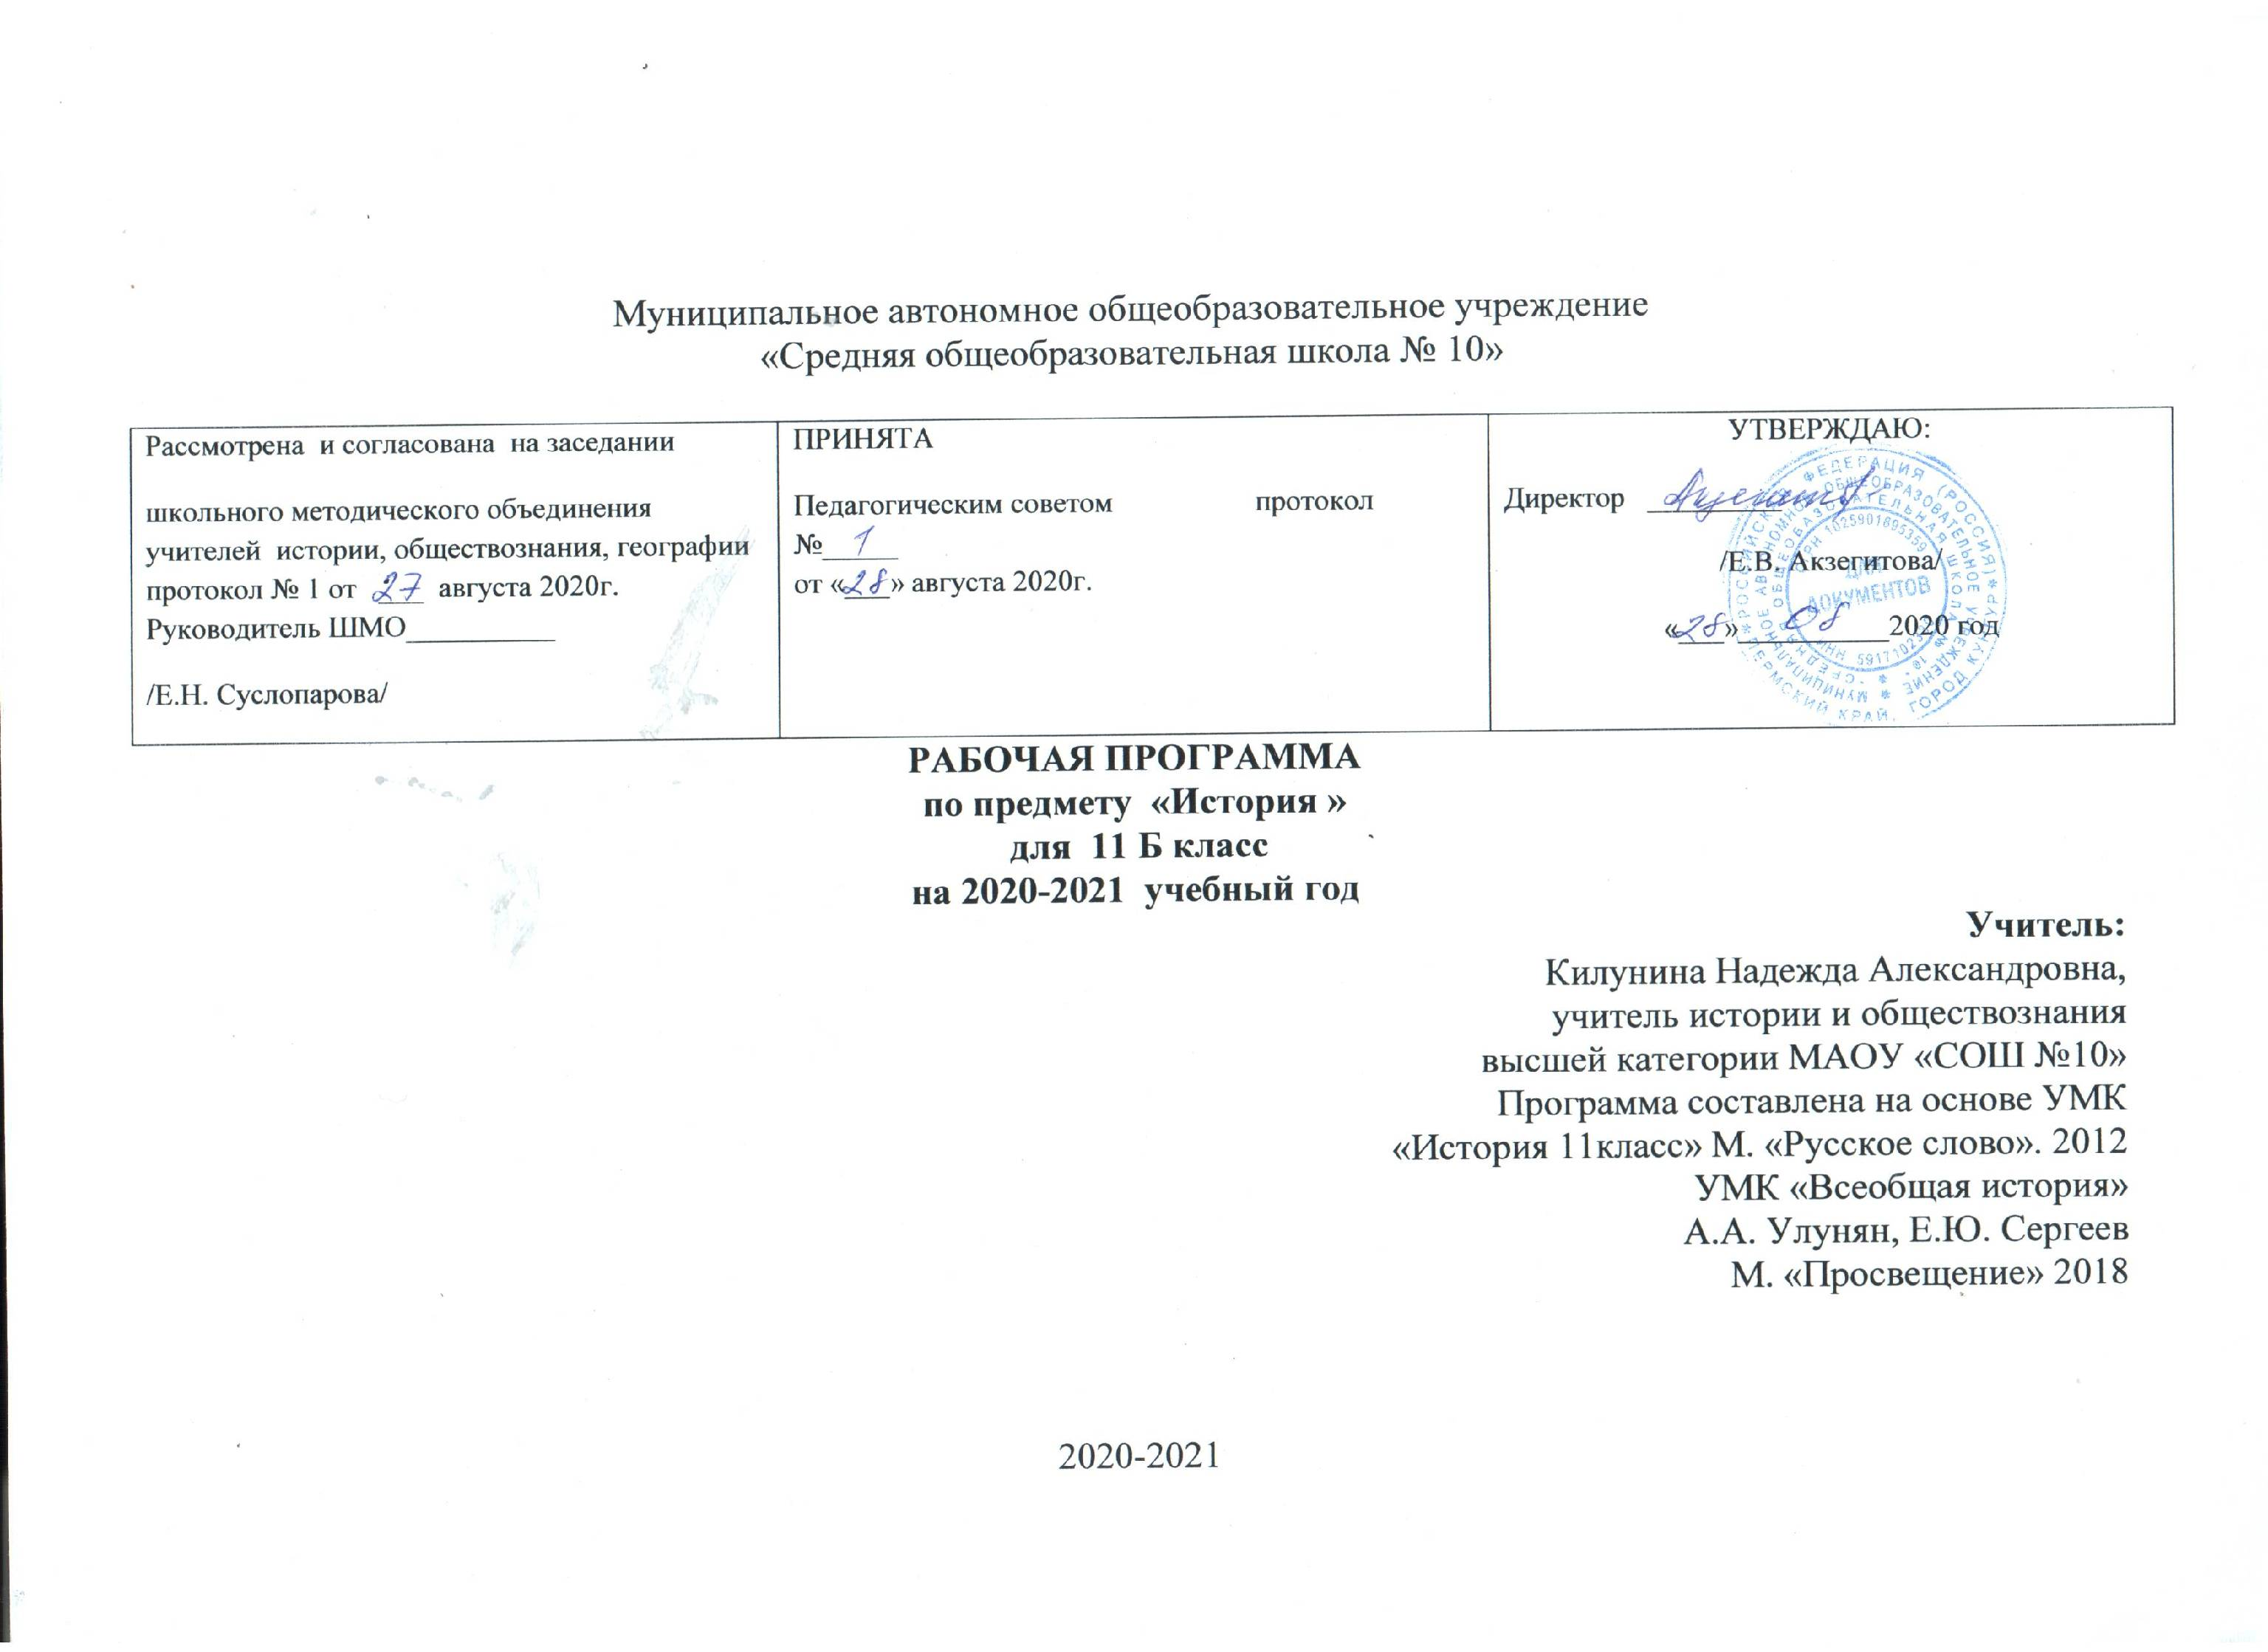 Муниципальное автономное общеобразовательное учреждение
«Средняя общеобразовательная школа № 10»
Рассмотрена и согласована на заседании
школьного методического объединения
учителей истории, обществознания, географии
протокол № 1 от 27 августа 2020г.
Руководитель ШМО___________
/Е.Н. Суслопарова/
ПРИНЯТА
Педагогическим советом протокол
№ 1
от «28» августа 2020г.
УТВЕРЖДАЮ:
Директор
/Е.В. Акзегитова/
«28» 08 2020 год
ДОКУМЕНТОВ
РАБОЧАЯ ПРОГРАММА
по предмету «История »
для 11 Б класс
на 2020-2021 учебный год
Учитель:
Килунина Надежда Александровна,
учитель истории и обществознания
высшей категории МАОУ «СОШ №10»
Программа составлена на основе УМК
«История 11класс» М. «Русское слово». 2012
УМК «Всеобщая история»
А.А. Улунян, Е.Ю. Сергеев
М. «Просвещение» 2018
2020-2021